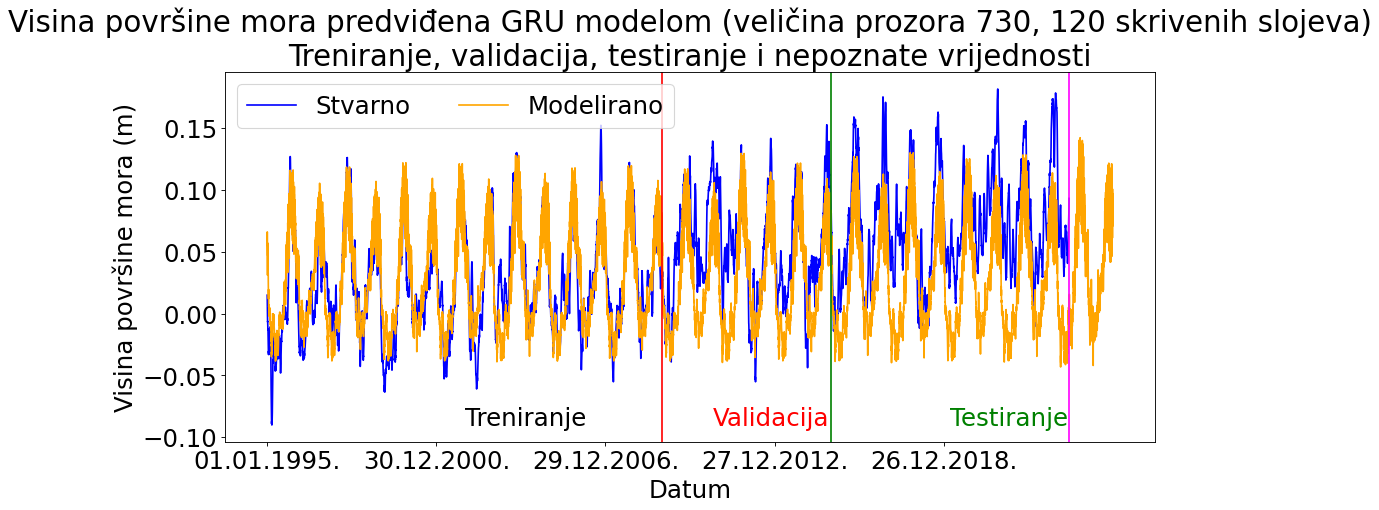 Visina površine mora predviđena GRU modelom (veličina prozora 730, 120 skrivenih slojeva)
Treniranje, validacija, testiranje i nepoznate vrijednosti
Stvarno
Modelirano
Visina površine mora (m)
0.15
0.10
0.05
0.00
−0.05
−0.10
Treniranje
Validacija
Testiranje
01.01.1995.
30.12.2000.
29.12.2006.
27.12.2012.
26.12.2018.
Datum